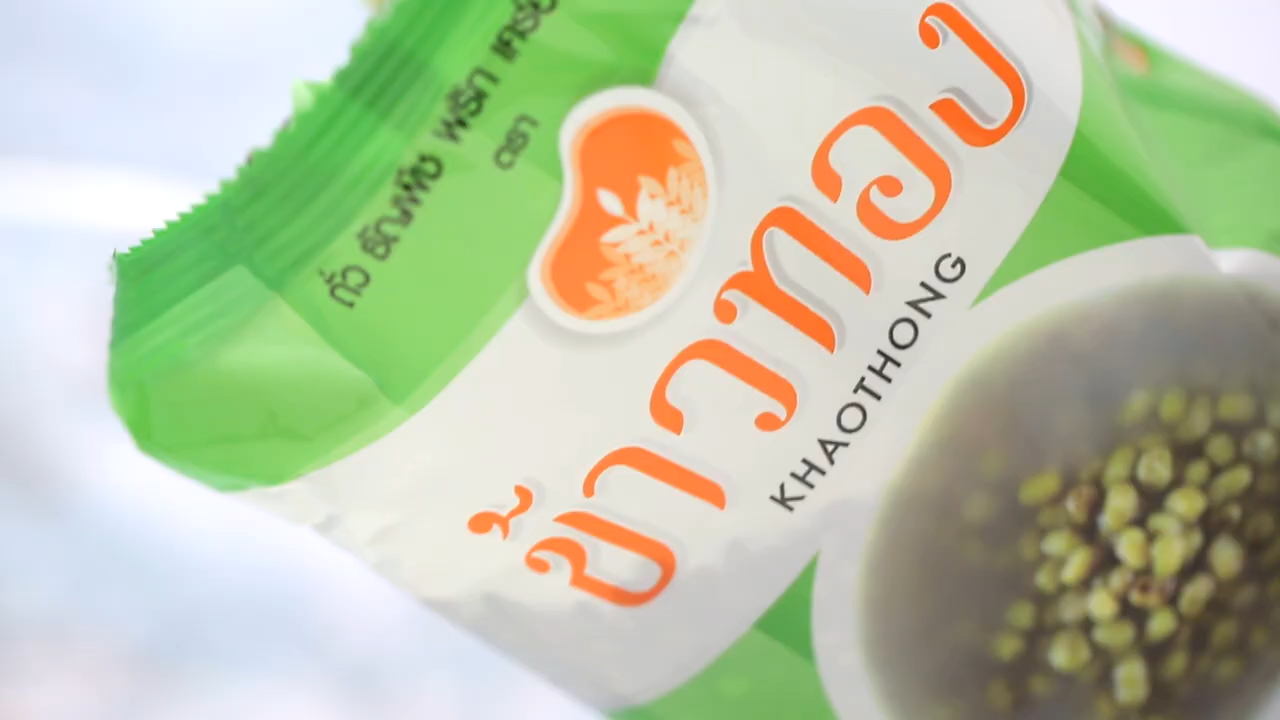 ถั่ว ธัญพืช พริก เครื่อ
ตรา
ข้าวทอง
KHAOTHONG